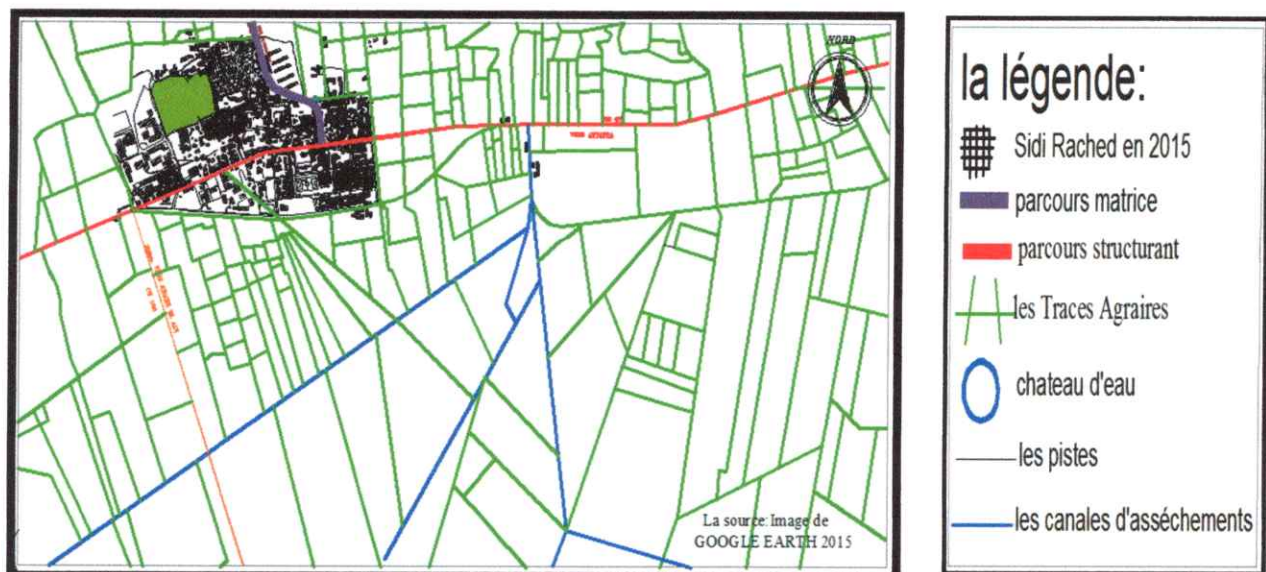 NORD
La source: Image de
GOOGLE EARTH 2015
la légende:
Sidi Rached en 2015
parcours matrice
parcours structurant
les Traces Agraires
chateau d'eau
les pistes
les canales d'asséchements